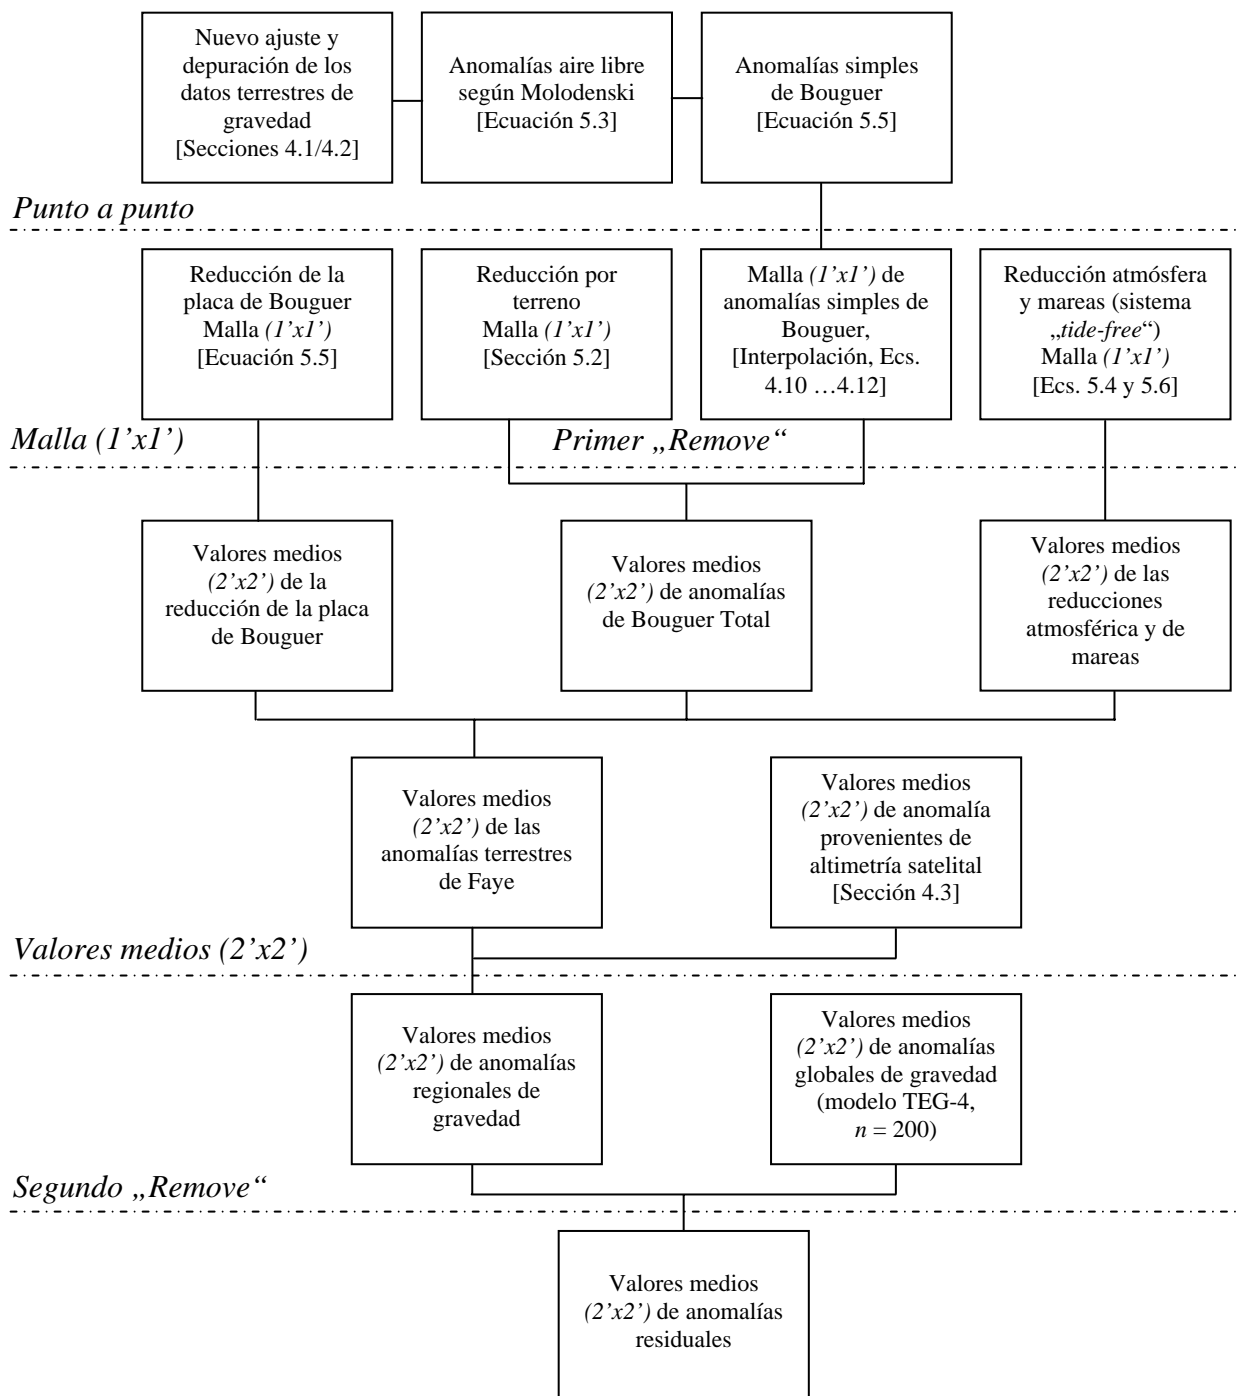 Nuevo ajuste y
depuración de los
datos terrestres de
gravedad
[Secciones 4.1/4.2]
Anomalías aire libre
según Molodenski
[Ecuación 5.3]
Anomalías simples
de Bouguer
[Ecuación 5.5]
Punto a punto
Reducción de la
placa de Bouguer
Malla (1’x1’)
[Ecuación 5.5]
Reducción por
terreno
Malla (1’x1’)
[Sección 5.2]
Malla (1’x1’) de
anomalías simples de
Bouguer,
[Interpolación, Ecs.
4.10 …4.12]
Reducción atmósfera
y mareas (sistema
„tide-free“)
Malla (1’x1’)
[Ecs. 5.4 y 5.6]
Malla (1’x1’)
Primer „Remove“
Valores medios
(2’x2’) de la
reducción de la placa
de Bouguer
Valores medios
(2’x2’) de anomalías
de Bouguer Total
Valores medios
(2’x2’) de las
reducciones
atmosférica y de
mareas
Valores medios
(2’x2’) de las
anomalías terrestres
de Faye
Valores medios
(2’x2’) de anomalía
provenientes de
altimetría satelital
[Sección 4.3]
Valores medios (2’x2’)
Valores medios
(2’x2’) de anomalías
regionales de
gravedad
Valores medios
(2’x2’) de anomalías
globales de gravedad
(modelo TEG-4,
n = 200)
Segundo „Remove“
Valores medios
(2’x2’) de anomalías
residuales